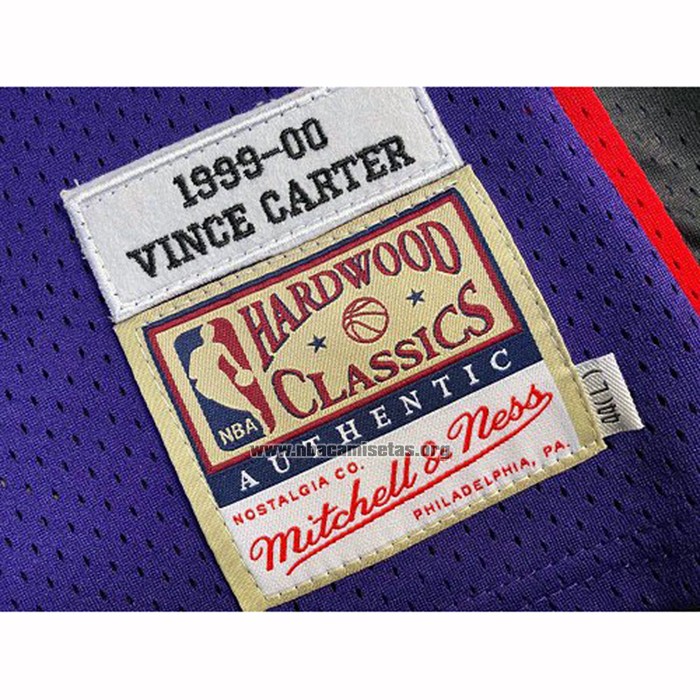 1999-00
VINCE CARTER
HARDWOOD
CLASSICS
NBA
AUTHENTIC
www.nbacamisetas.org
NOSTALGIA CO.
Mitchell & Ness
PHILADELPHIA, PA.
44(L)